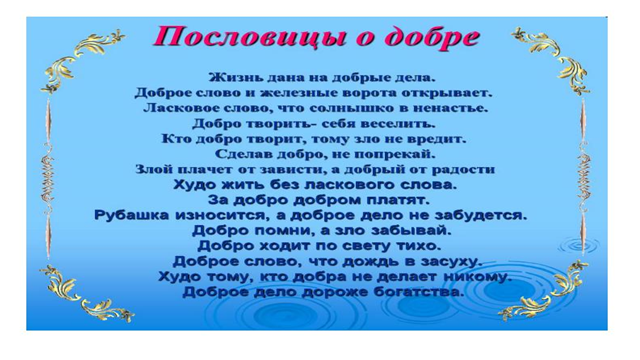 Пословицы о добре
Жизнь дана на добрые дела.
Доброе слово и железные ворота открывает.
Ласковое слово, что солнышко в ненастье.
Добро творить- себя веселить.
Кто добро творит, тому зло не вредит.
Сделав добро, не попрекай.
Злой плачет от зависти, а добрый от радости
Худо жить без ласкового слова.
За добро добром платят.
Рубашка износится, а доброе дело не забудется.
Добро помни, а зло забывай.
Добро ходит по свету тихо.
Доброе слово, что дождь в засуху.
Худо тому, кто добра не делает никому.
Доброе дело дороже богатства.